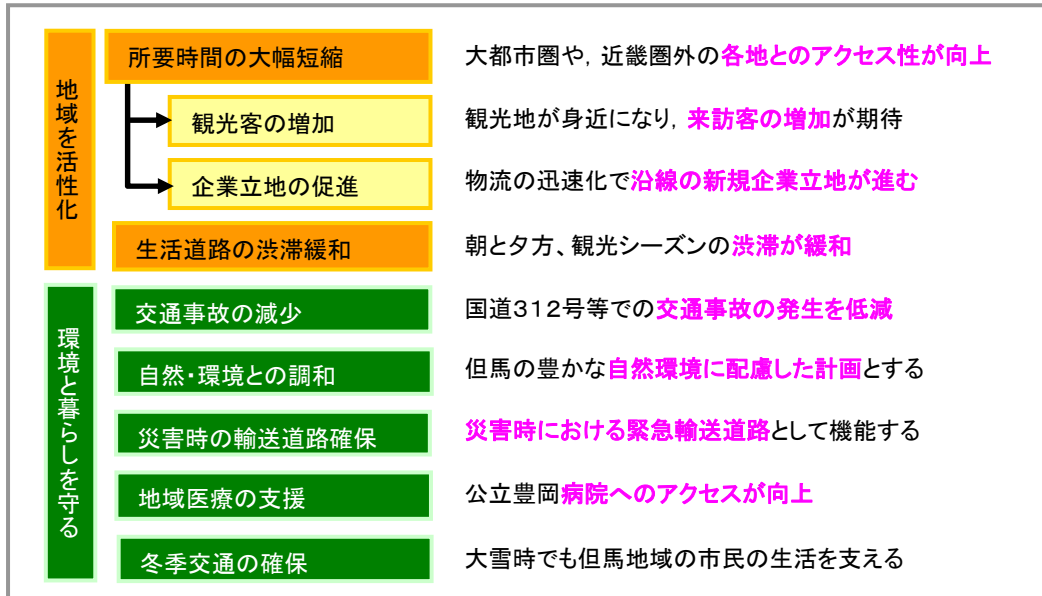 地域を活性化
所要時間の大幅短縮
大都市圏や，近畿圏外の各地とのアクセス性が向上
観光客の増加
観光地が身近になり，来訪客の増加が期待
企業立地の促進
物流の迅速化で沿線の新規企業立地が進む
生活道路の渋滞緩和
朝と夕方、観光シーズンの渋滞が緩和
環境と暮らしを守る
交通事故の減少
国道３１２号等での交通事故の発生を低減
自然・環境との調和
但馬の豊かな自然環境に配慮した計画とする
災害時の輸送道路確保
災害時における緊急輸送道路として機能する
地域医療の支援
公立豊岡病院へのアクセスが向上
冬季交通の確保
大雪時でも但馬地域の市民の生活を支える